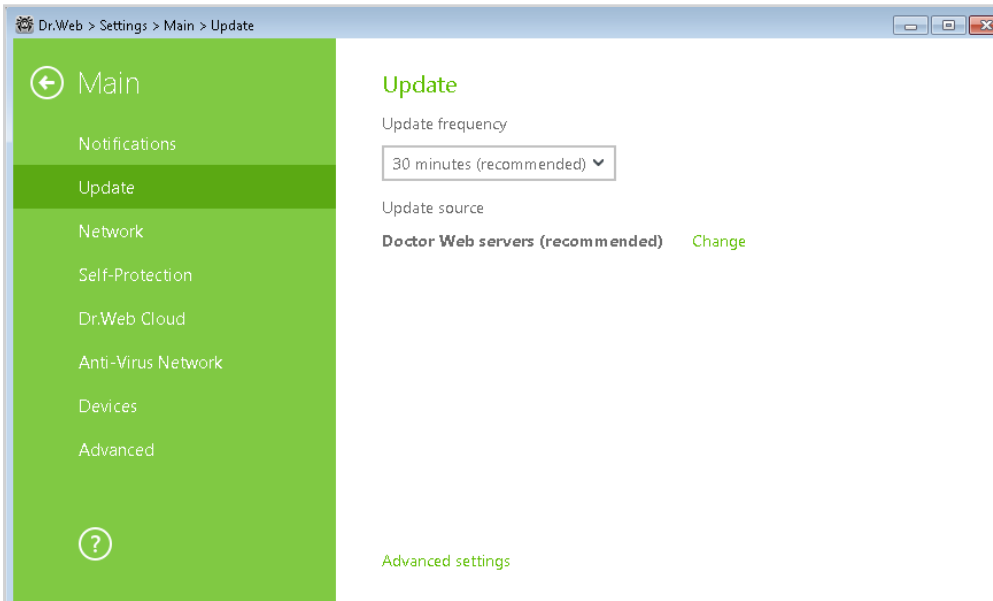 Dr.Web > Settings > Main > Update
Main
Notifications
Update
Network
Self-Protection
Dr.Web Cloud
Anti-Virus Network
Devices
Advanced
?
Update
Update frequency
30 minutes (recommended)
Update source
Doctor Web servers (recommended) Change
Advanced settings